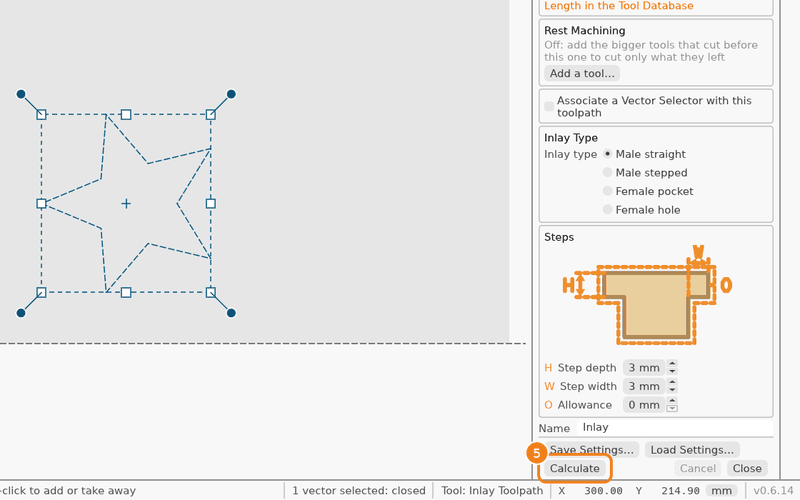 Length in the Tool Database
Rest Machining
Off: add the bigger tools that cut before
this one to cut only what they left
Add a tool...
Associate a Vector Selector with this
toolpath
Inlay Type
Inlay type
Male straight
Male stepped
Female pocket
Female hole
Steps
W
H
O
H Step depth 3 mm
W Step width 3 mm
O Allowance 0 mm
Name Inlay
5
Save Settings... Load Settings...
Calculate Cancel Close
-click to add or take away 1 vector selected: closed Tool: Inlay Toolpath X 300.00 Y 214.90 mm v0.6.14